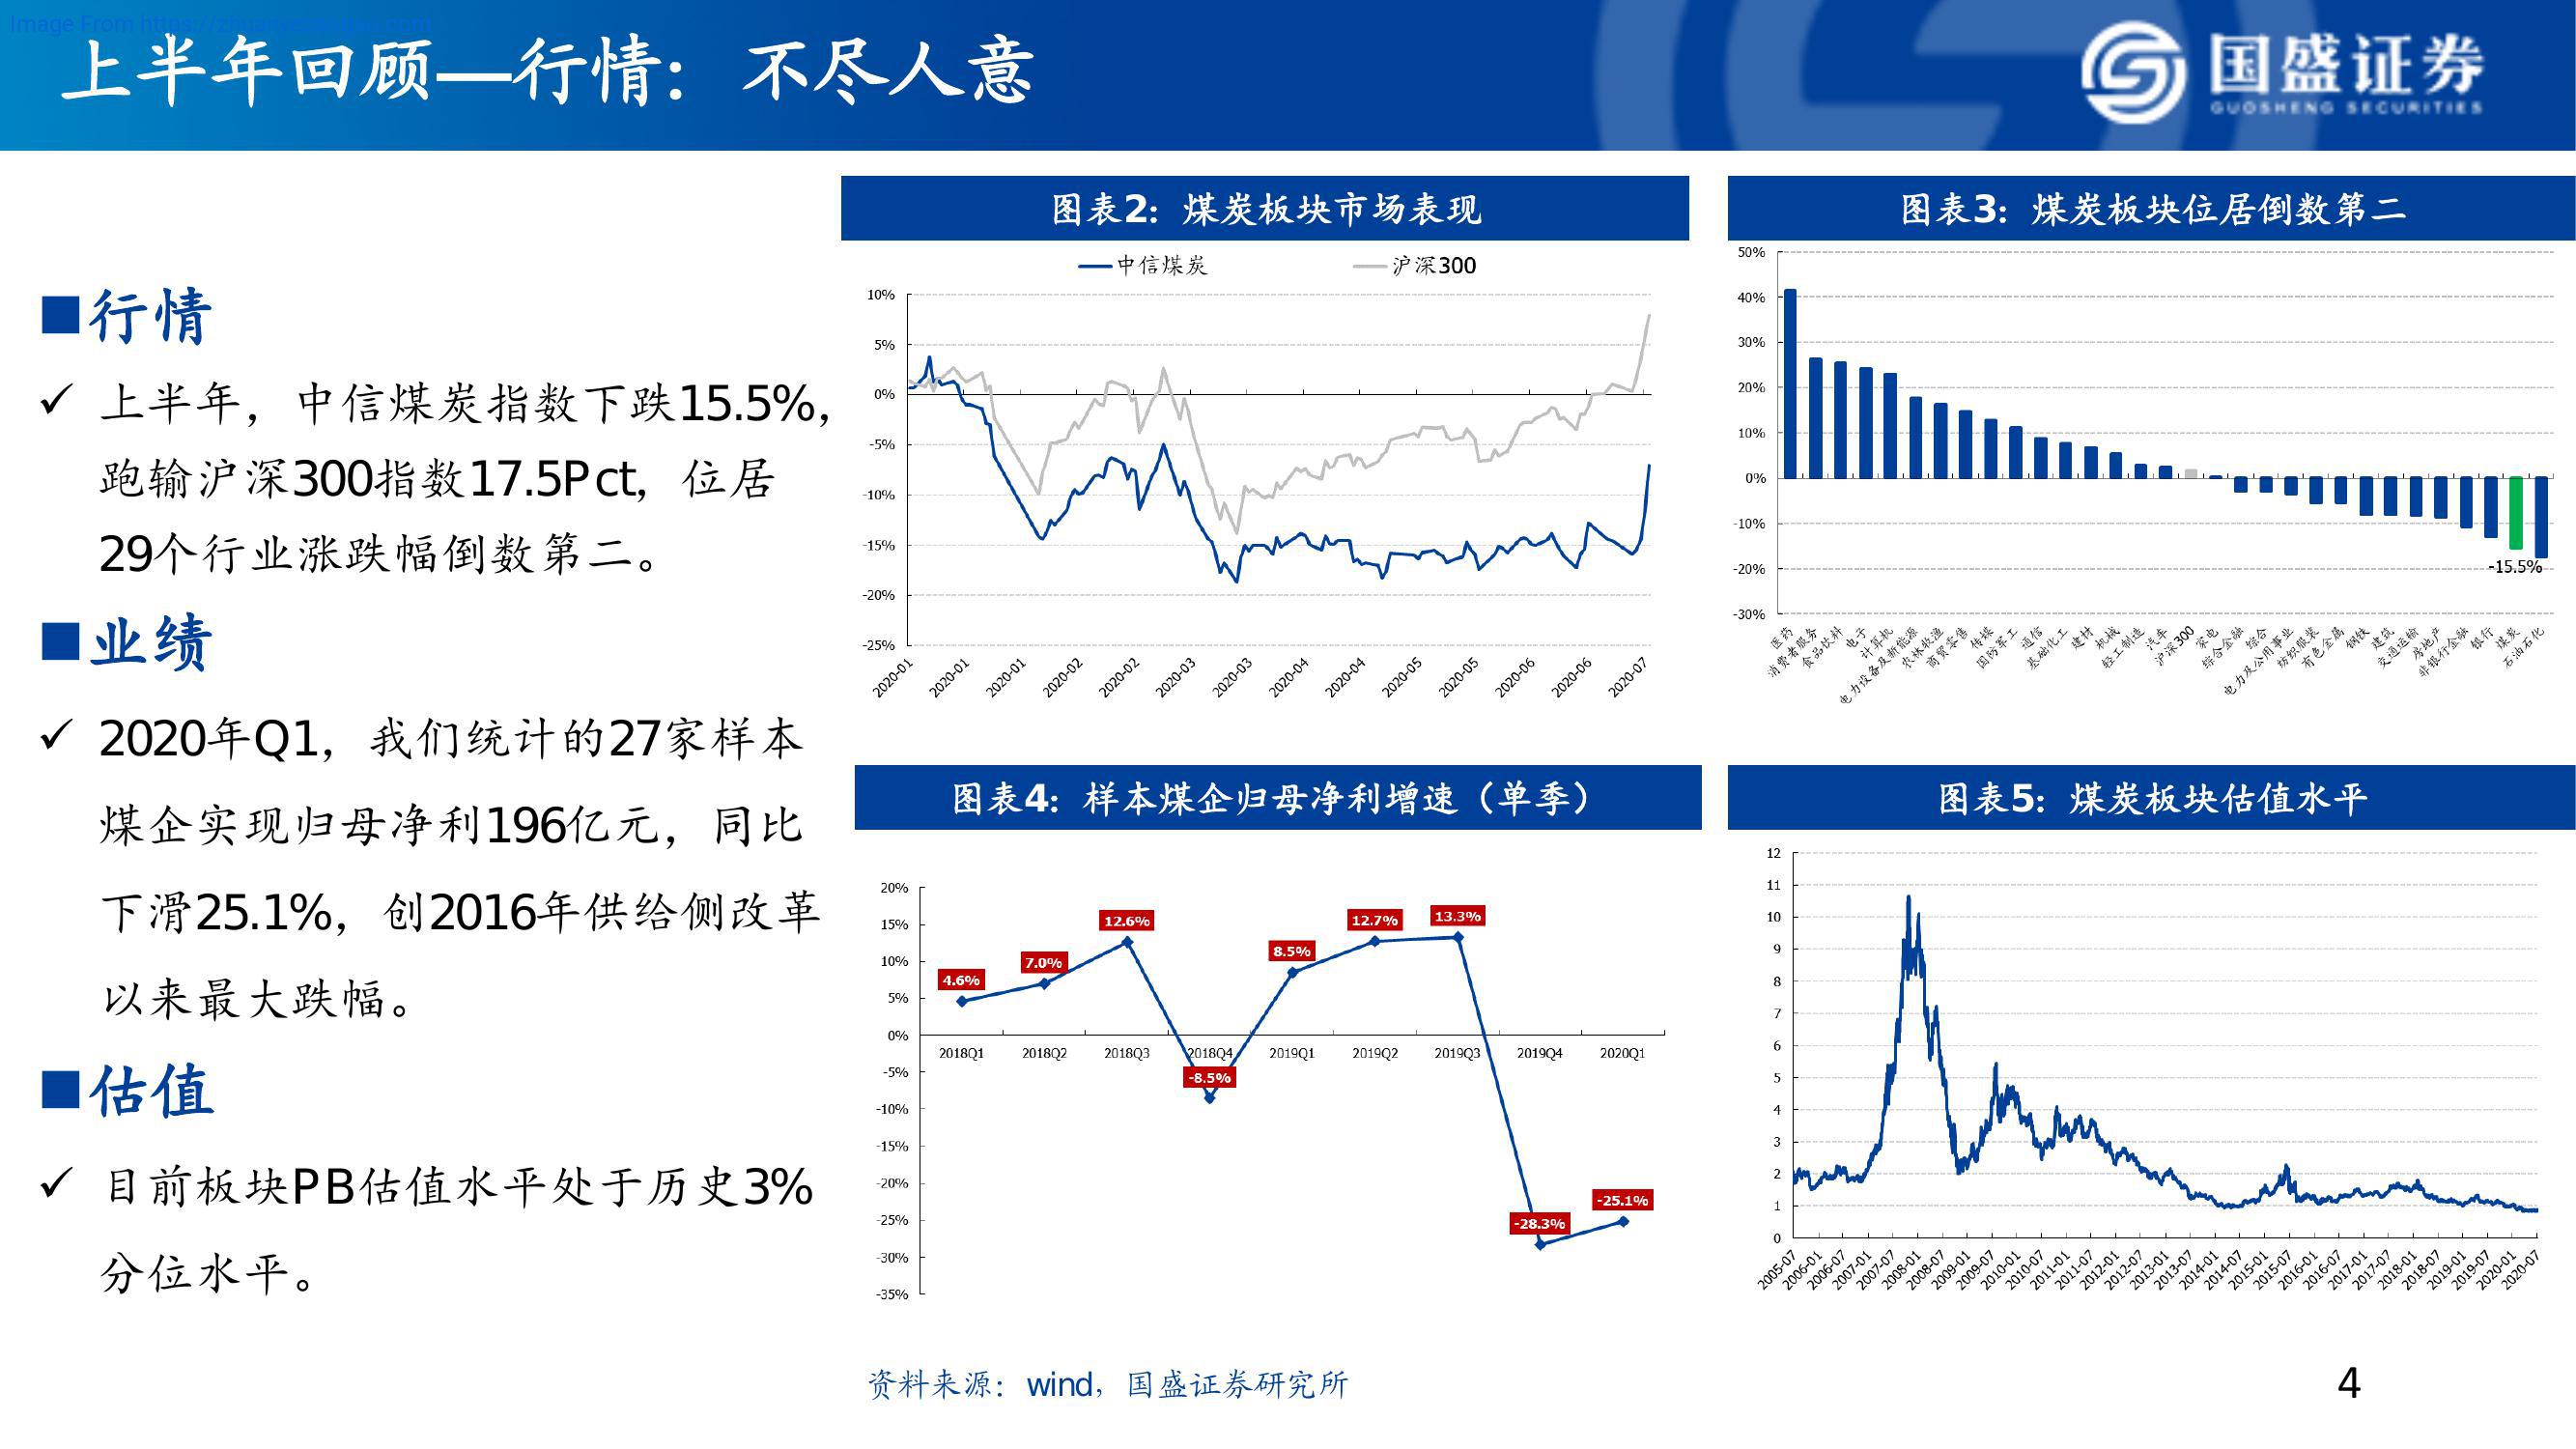 Image From https://zhuanlan.zhihu.com
上半年回顾—行情：不尽人意
国盛证券
GUOSHENG SECURITIES
■行情
✓ 上半年，中信煤炭指数下跌15.5%，
跑输沪深300指数17.5Pct，位居
29个行业涨跌幅倒数第二。
■业绩
✓ 2020年Q1，我们统计的27家样本
煤企实现归母净利196亿元，同比
下滑25.1%，创2016年供给侧改革
以来最大跌幅。
■估值
✓ 目前板块PB估值水平处于历史3%
分位水平。
图表2：煤炭板块市场表现
中信煤炭 沪深300
10%
5%
0%
-5%
-10%
-15%
-20%
-25%
2020-01 2020-01 2020-01 2020-02 2020-02 2020-03 2020-03 2020-04 2020-04 2020-05 2020-05 2020-06 2020-06 2020-07
图表3：煤炭板块位居倒数第二
50%
40%
30%
20%
10%
0%
-10%
-20%
-30%
-15.5%
医药 消费者服务 食品饮料 电子 计算机 电力设备及新能源 农林牧渔 商贸零售 传媒 国防军工 通信 基础化工 建材 机械 轻工制造 汽车 沪深300 家电 综合金融 综合 电力及公用事业 纺织服装 有色金属 钢铁 建筑 交通运输 房地产 非银行金融 银行 煤炭 石油石化
图表4：样本煤企归母净利增速（单季）
20%
15%
10%
5%
0%
-5%
-10%
-15%
-20%
-25%
-30%
-35%
4.6% 7.0% 12.6% -8.5% 8.5% 12.7% 13.3% -28.3% -25.1%
2018Q1 2018Q2 2018Q3 2018Q4 2019Q1 2019Q2 2019Q3 2019Q4 2020Q1
图表5：煤炭板块估值水平
12
11
10
9
8
7
6
5
4
3
2
1
0
2005-07 2006-01 2006-07 2007-01 2007-07 2008-01 2008-07 2009-01 2009-07 2010-01 2010-07 2011-01 2011-07 2012-01 2012-07 2013-01 2013-07 2014-01 2014-07 2015-01 2015-07 2016-01 2016-07 2017-01 2017-07 2018-01 2018-07 2019-01 2019-07 2020-01 2020-07
资料来源：wind，国盛证券研究所
4